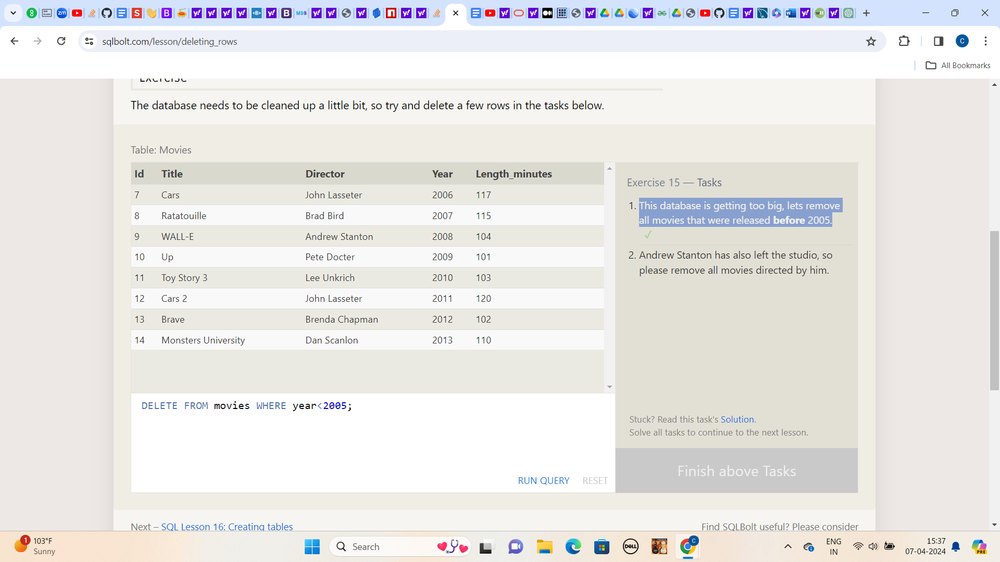 sqlbolt.com/lesson/deleting_rows
All Bookmarks
Exercise
The database needs to be cleaned up a little bit, so try and delete a few rows in the tasks below.
Table: Movies
Id Title Director Year Length_minutes
7 Cars John Lasseter 2006 117
8 Ratatouille Brad Bird 2007 115
9 WALL-E Andrew Stanton 2008 104
10 Up Pete Docter 2009 101
11 Toy Story 3 Lee Unkrich 2010 103
12 Cars 2 John Lasseter 2011 120
13 Brave Brenda Chapman 2012 102
14 Monsters University Dan Scanlon 2013 110
DELETE FROM movies WHERE year<2005;
RUN QUERY RESET
Exercise 15 — Tasks
1. This database is getting too big, lets remove
all movies that were released before 2005.
✓
2. Andrew Stanton has also left the studio, so
please remove all movies directed by him.
Stuck? Read this task's Solution.
Solve all tasks to continue to the next lesson.
Finish above Tasks
Next – SQL Lesson 16: Creating tables
Find SQLBolt useful? Please consider
1
103°F
Sunny
Search
DELL
C
ENG
IN
15:37
07-04-2024
PRE